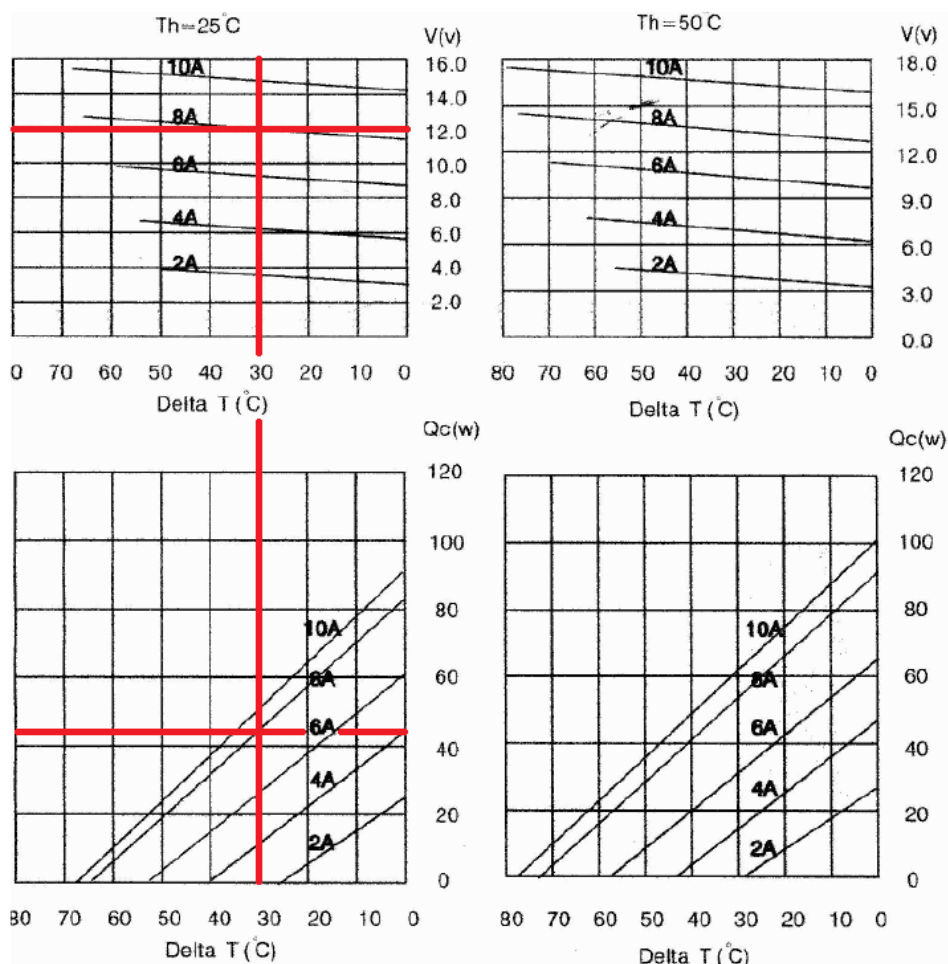 Th=25°C
V(v)
16.0
14.0
12.0
10.0
8.0
6.0
4.0
2.0
10A
8A
6A
4A
2A
0 70 60 50 40 30 20 10 0
Delta T (°C)
Th=50°C
V(v)
18.0
15.0
12.0
9.0
6.0
3.0
0.0
10A
8A
6A
4A
2A
80 70 60 50 40 30 20 10 0
Delta T (°C)
Qc(w)
120
100
80
60
40
20
0
10A
8A
6A
4A
2A
80 70 60 50 40 30 20 10 0
Delta T (°C)
Qc(w)
120
100
80
60
40
20
0
10A
8A
6A
4A
2A
80 70 60 50 40 30 20 10 0
Delta T (°C)